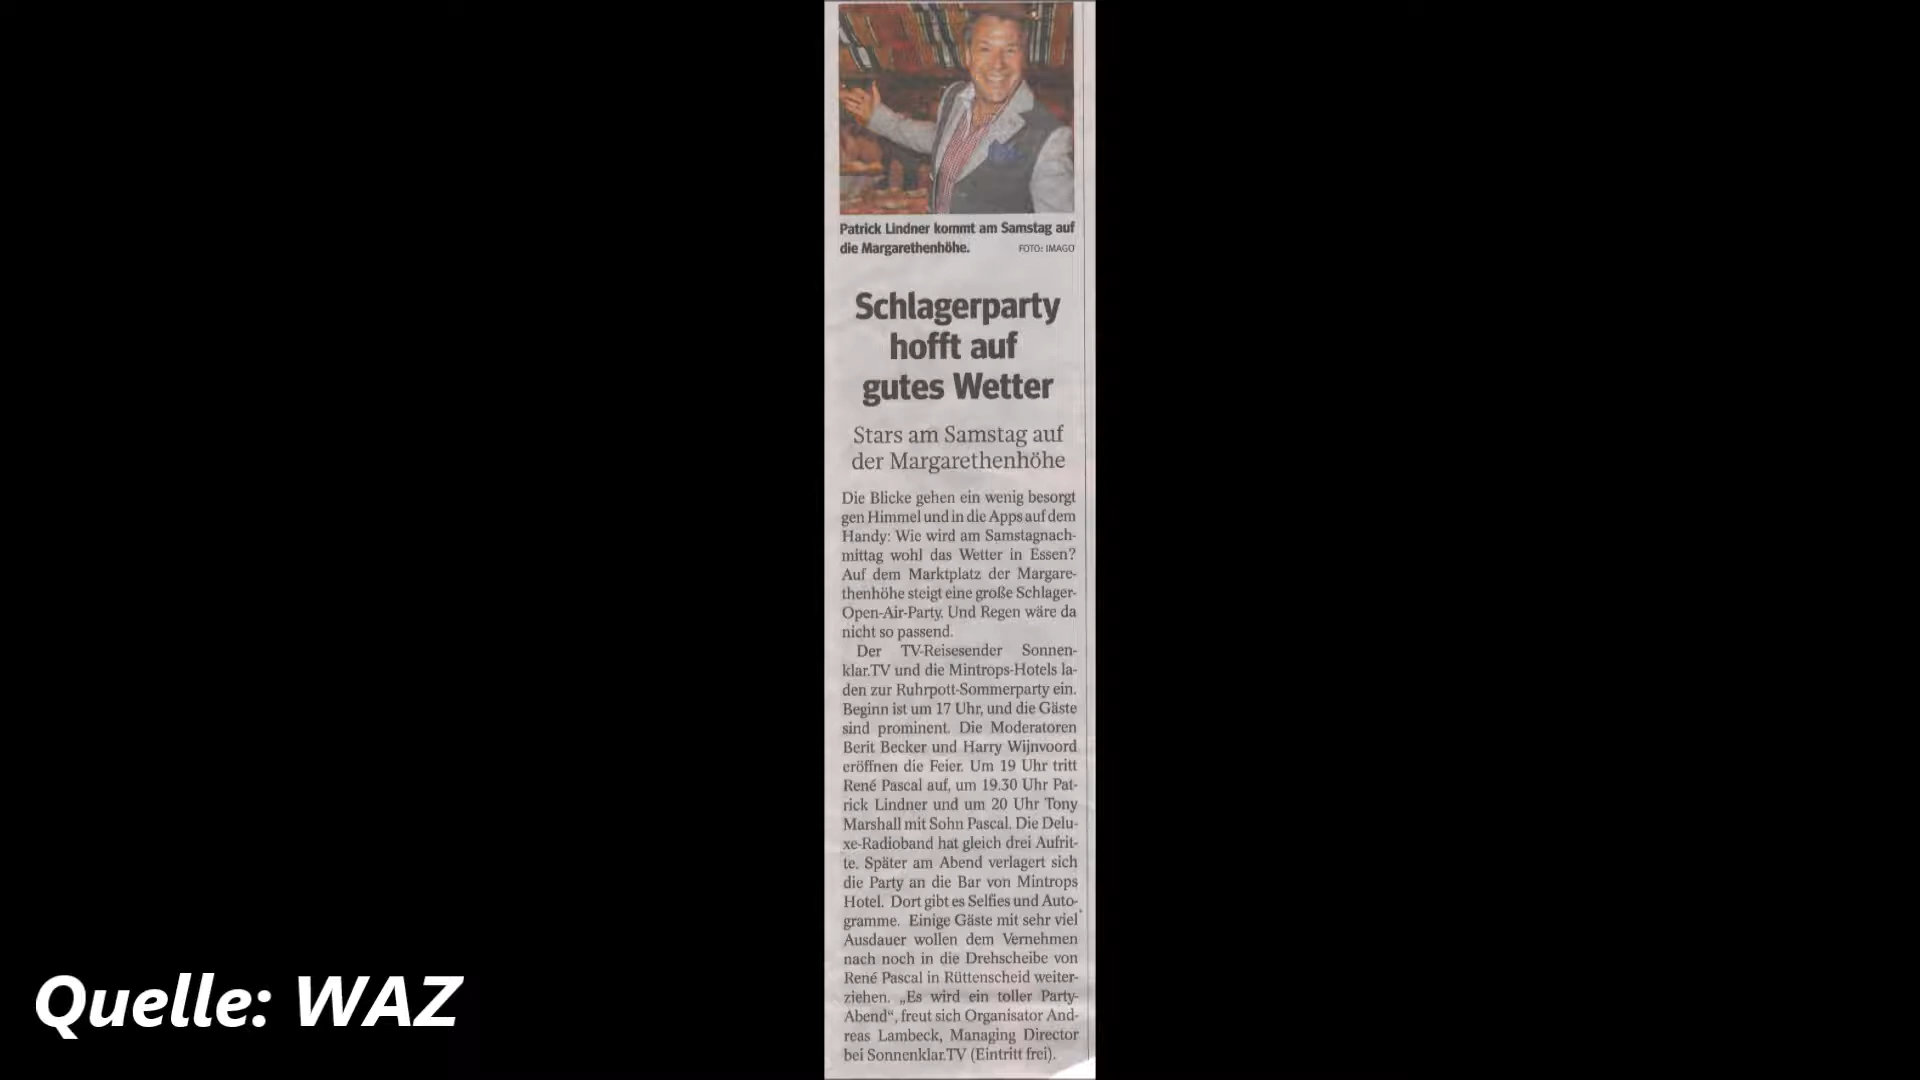 Patrick Lindner kommt am Samstag auf
die Margarethenhöhe. FOTO: IMAGO
Schlagerparty
hofft auf
gutes Wetter
Stars am Samstag auf
der Margarethenhöhe
Die Blicke gehen ein wenig besorgt
gen Himmel und in die Apps auf dem
Handy: Wie wird am Samstagnach-
mittag wohl das Wetter in Essen?
Auf dem Marktplatz der Margare-
thenhöhe steigt eine große Schlager-
Open-Air-Party. Und Regen wäre da
nicht so passend.
Der TV-Reisesender Sonnen-
klar.TV und die Mintrops-Hotels la-
den zur Ruhrpott-Sommerparty ein.
Beginn ist um 17 Uhr, und die Gäste
sind prominent. Die Moderatoren
Berit Becker und Harry Wijnvoord
eröffnen die Feier. Um 19 Uhr tritt
René Pascal auf, um 19.30 Uhr Pat-
rick Lindner und um 20 Uhr Tony
Marshall mit Sohn Pascal. Die Delu-
xe-Radioband hat gleich drei Aufrit-
te. Später am Abend verlagert sich
die Party an die Bar von Mintrops
Hotel. Dort gibt es Selfies und Auto-
gramme. Einige Gäste mit sehr viel
Ausdauer wollen dem Vernehmen
nach noch in die Drehscheibe von
René Pascal in Rüttenscheid weiter-
ziehen. „Es wird ein toller Party-
Abend“, freut sich Organisator And-
reas Lambeck, Managing Director
bei Sonnenklar.TV (Eintritt frei).
Quelle: WAZ